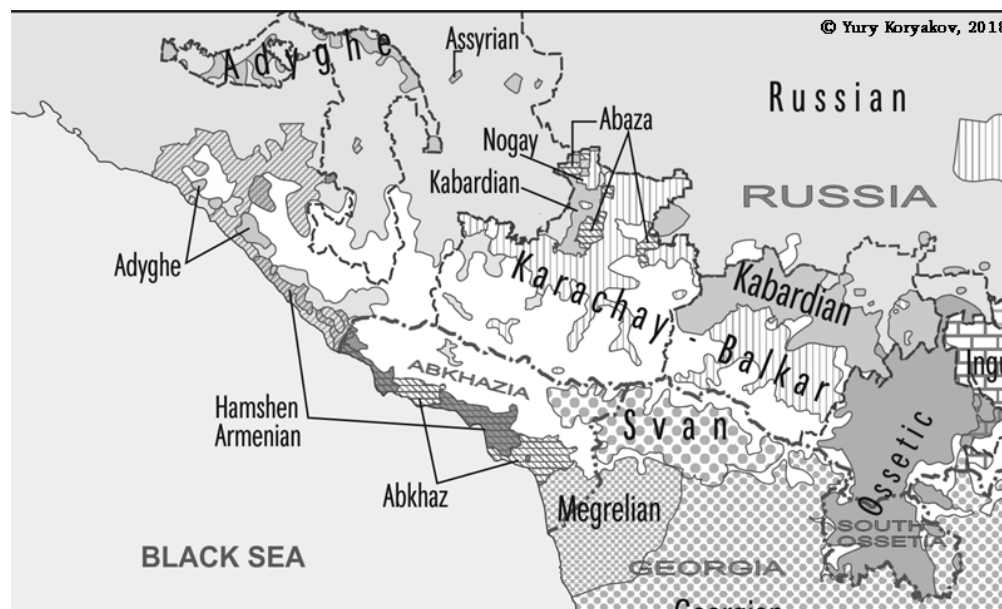 © Yury Koryakov, 2018
Adyghe
Assyrian
Russian
Abaza
Nogay
Kabardian
RUSSIA
Adyghe
Karachay - Balkar
Kabardian
ABKHAZIA
Hamshen
Armenian
Svan
Ossetic
Abkhaz
Megrelian
SOUTH
OSSETIA
BLACK SEA
GEORGIA